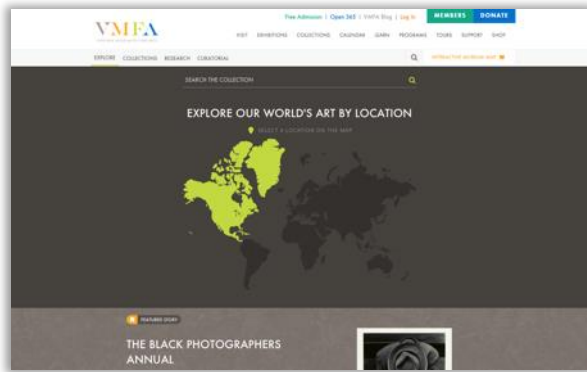 Free Admission | Open 365 | VMFA Blog | Log In
MEMBERS DONATE
VMFA
VISIT EXHIBITIONS COLLECTIONS CALENDAR LEARN PROGRAMS TOURS SUPPORT SHOP
EXPLORE COLLECTIONS RESEARCH CURATORIAL
INTERACTIVE MUSEUM MAP
SEARCH THE COLLECTION
EXPLORE OUR WORLD'S ART BY LOCATION
SELECT A LOCATION ON THE MAP
FEATURED STORY
THE BLACK PHOTOGRAPHERS
ANNUAL